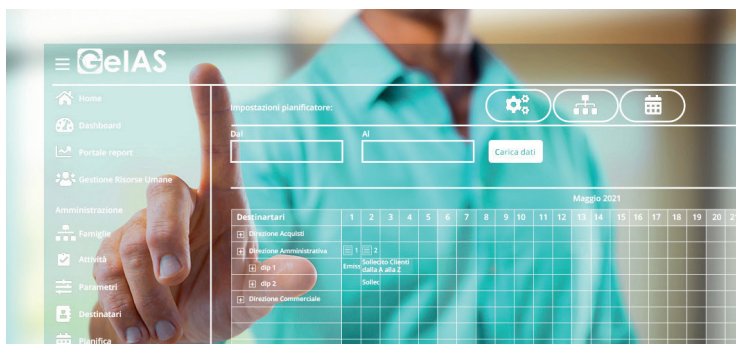 GeIAS
Home
Dashboard
Portale report
Gestione Risorse Umane
Amministrazione
Famiglie
Attività
Parametri
Destinatari
Pianifica
Impostazioni pianificatore:
Dal Al
Carica dati
Maggio 2021
Destinartari 1 2 3 4 5 6 7 8 9 10 11 12 13 14 15 16 17 18 19 20
Direzione Acquisti
Direzione Amministrativa 1 2
dip 1 Emiss Sollecito Clienti
dalla A alla Z
dip 2 Sollec
Direzione Commerciale